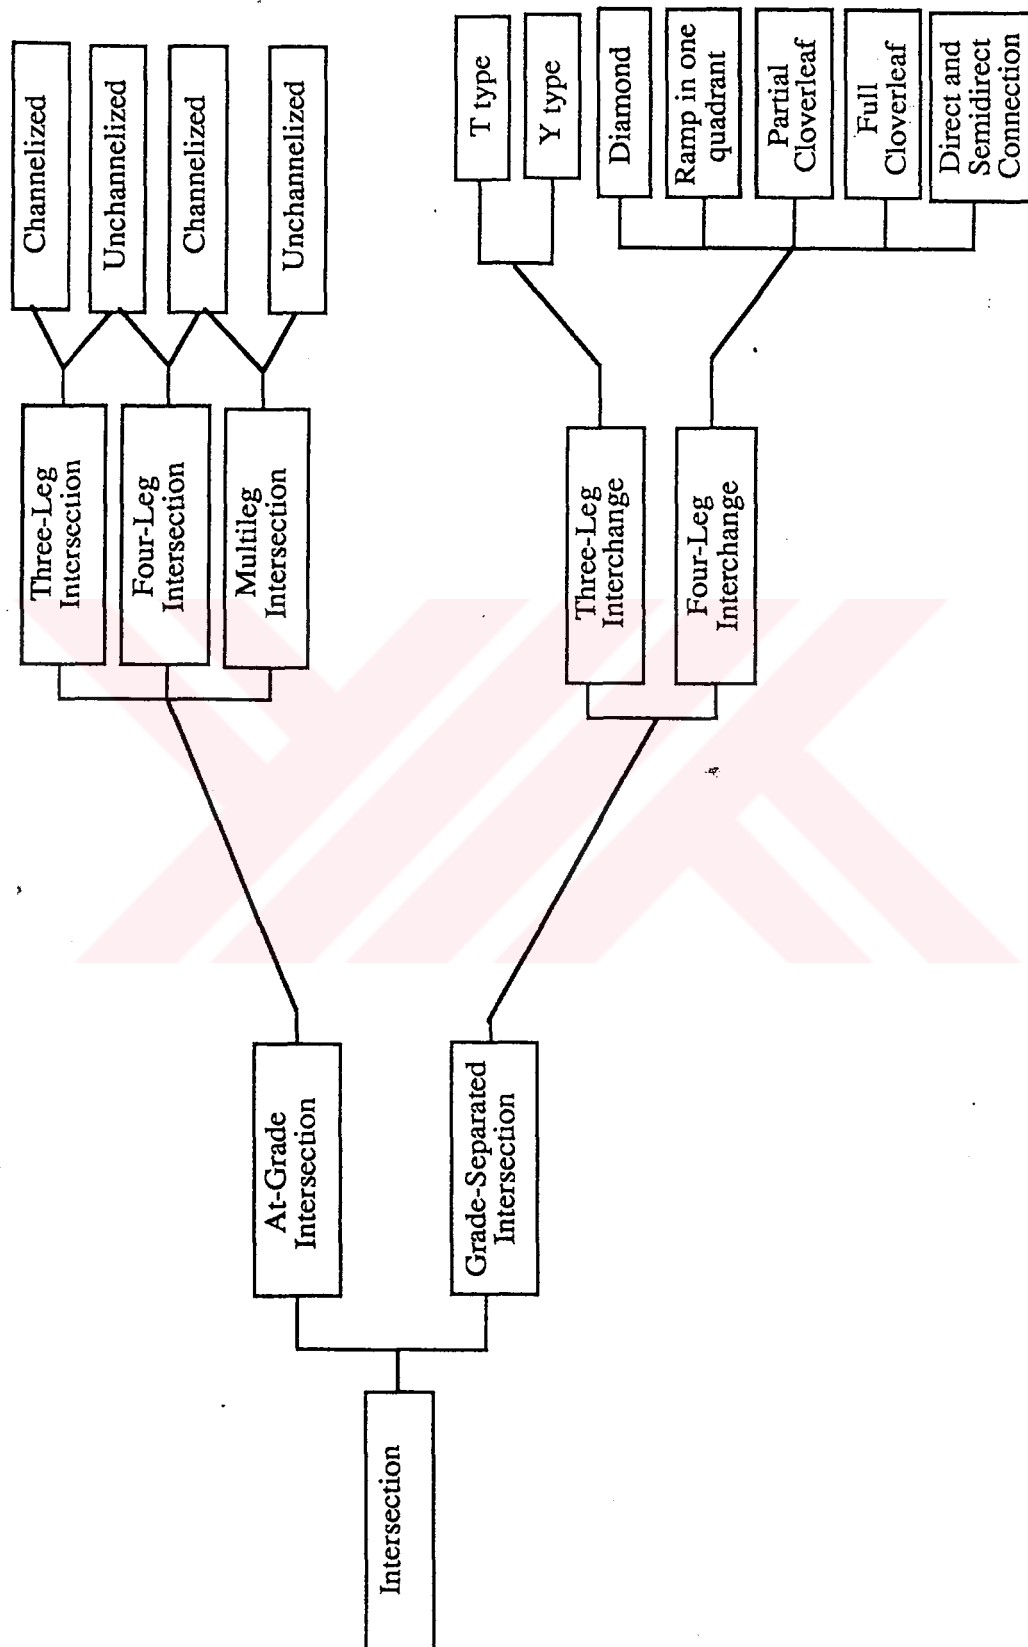 Intersection
At-Grade
Intersection
Grade-Separated
Intersection
Three-Leg
Intersection
Four-Leg
Intersection
Multileg
Intersection
Three-Leg
Interchange
Four-Leg
Interchange
Channelized
Unchannelized
Channelized
Unchannelized
T type
Y type
Diamond
Ramp in one
quadrant
Partial
Cloverleaf
Full
Cloverleaf
Direct and
Semidirect
Connection